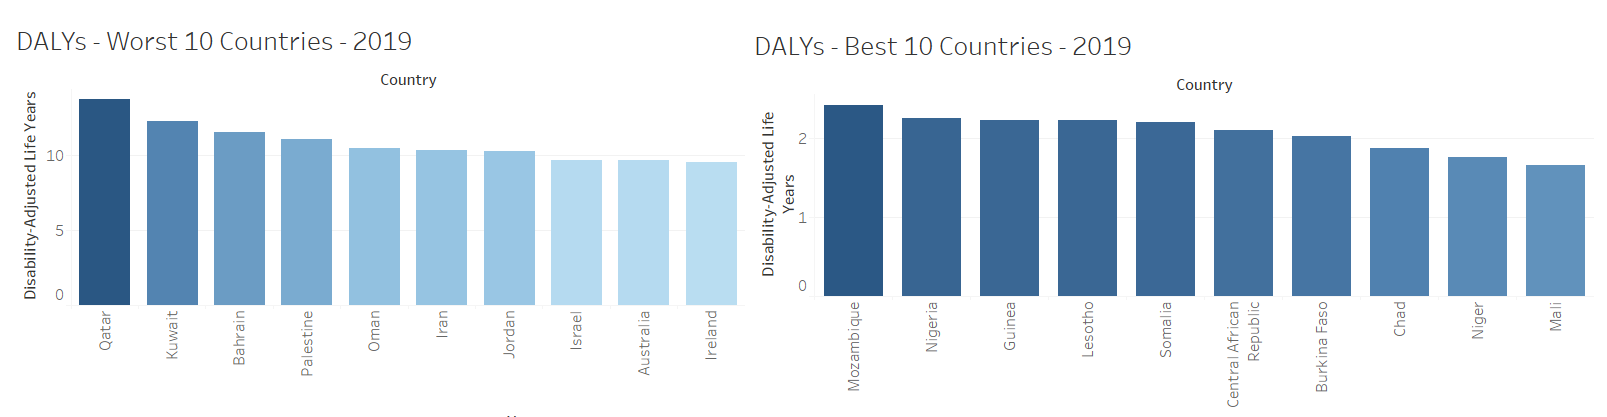 DALYs - Worst 10 Countries - 2019
Country
Disability-Adjusted Life Years
10
5
0
Qatar
Kuwait
Bahrain
Palestine
Oman
Iran
Jordan
Israel
Australia
Ireland
DALYs - Best 10 Countries - 2019
Country
Disability-Adjusted Life
Years
2
1
0
Mozambique
Nigeria
Guinea
Lesotho
Somalia
Central African
Republic
Burkina Faso
Chad
Niger
Mali